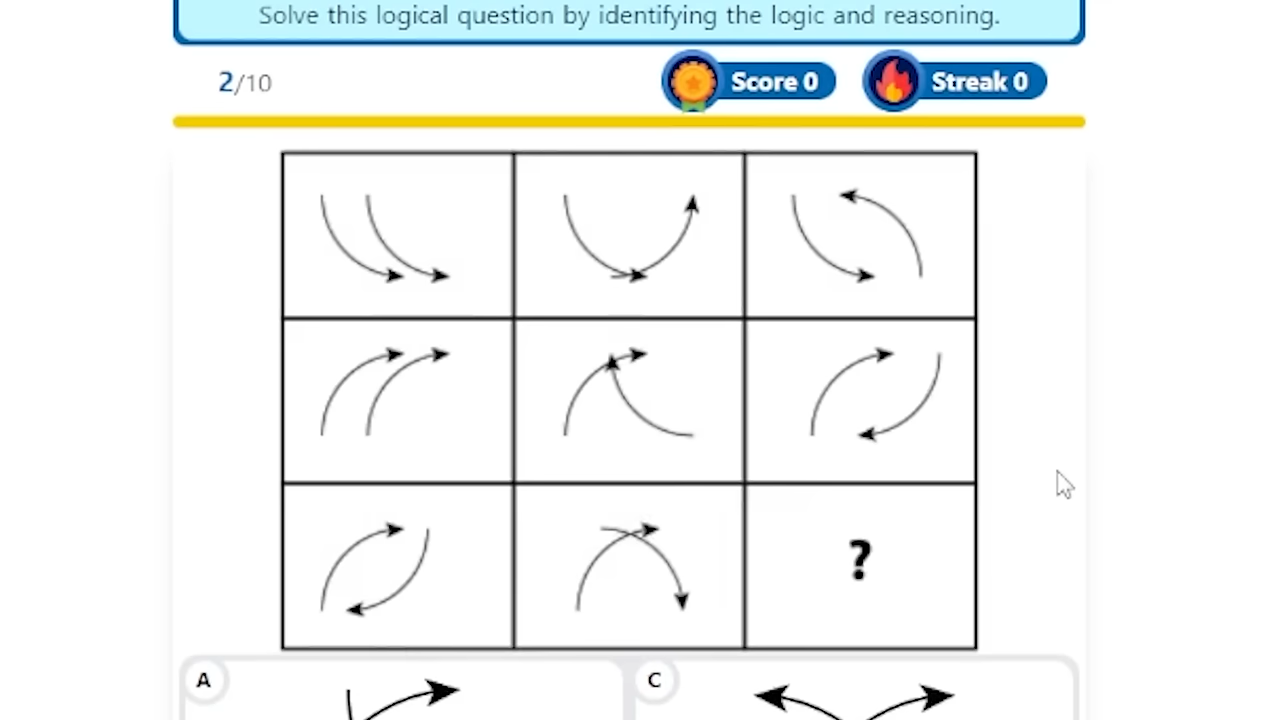 Solve this logical question by identifying the logic and reasoning.
2/10
Score 0
Streak 0
?
A
C